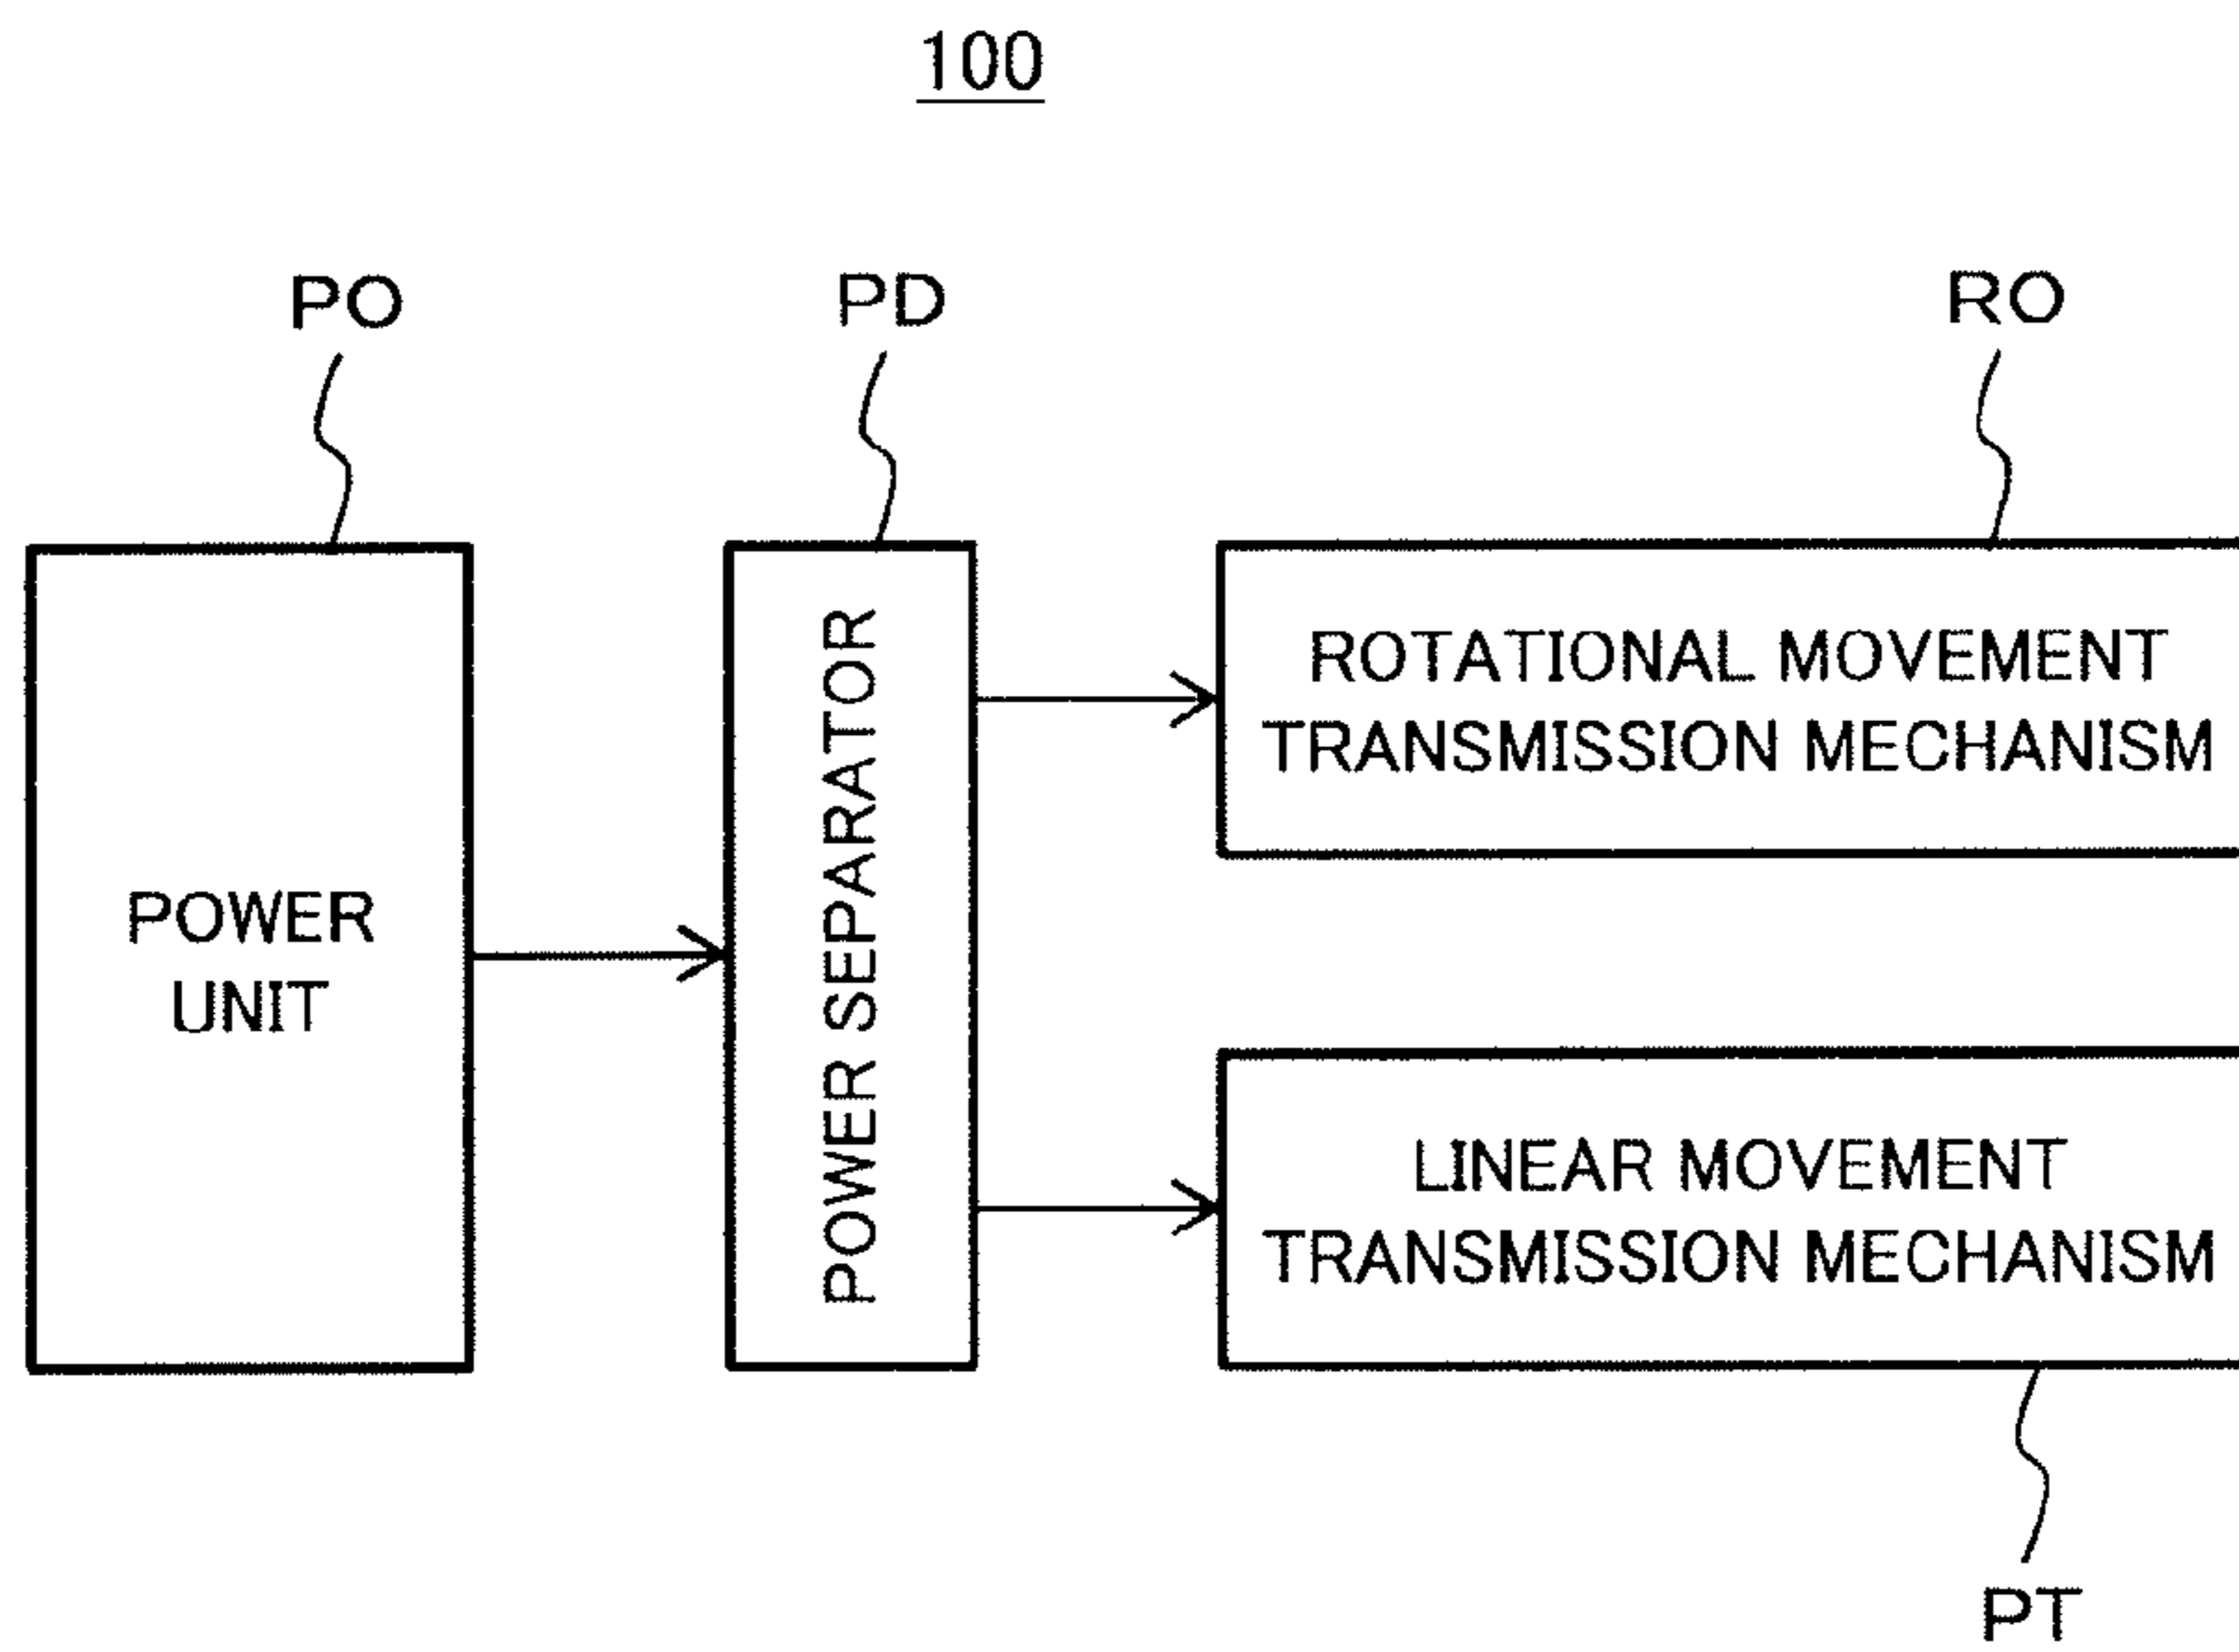 100
PO
PD
RO
POWER
UNIT
POWER SEPARATOR
ROTATIONAL MOVEMENT
TRANSMISSION MECHANISM
LINEAR MOVEMENT
TRANSMISSION MECHANISM
PT